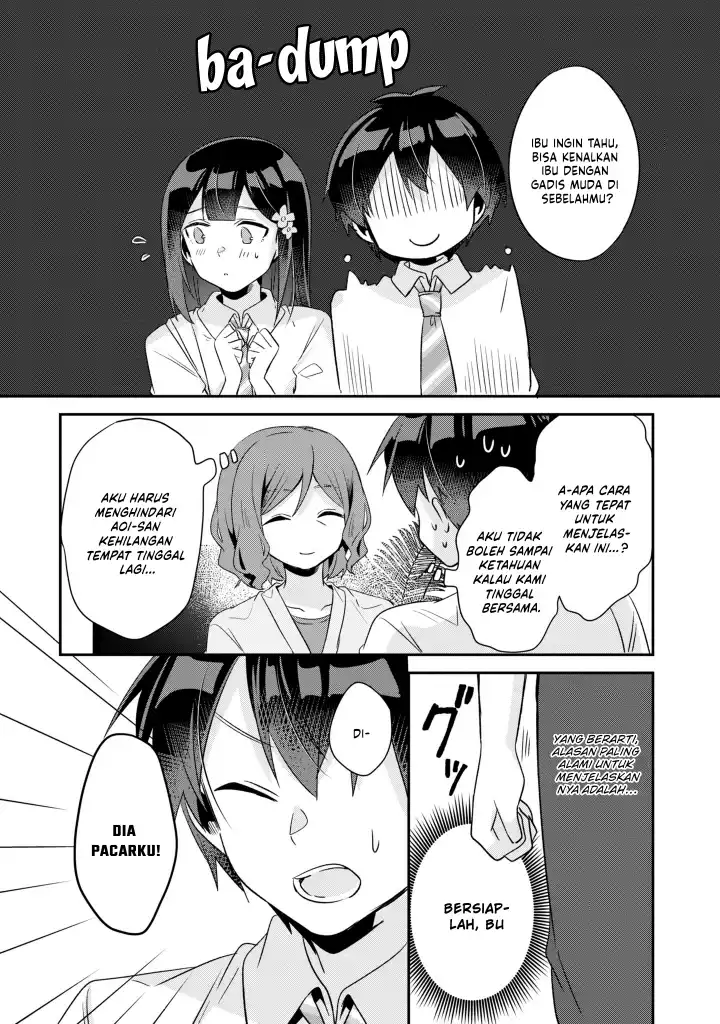 ba-dump
IBU INGIN TAHU,
BISA KENALKAN
IBU DENGAN
GADIS MUDA DI
SEBELAHMU?
A-APA CARA
YANG TEPAT
UNTUK
MENJELAS-
KAN INI...?
AKU TIDAK
BOLEH SAMPAI
KETAHUAN
KALAU KAMI
TINGGAL
BERSAMA.
AKU HARUS
MENGHINDARI
AOI-SAN
KEHILANGAN
TEMPAT TINGGAL
LAGI...
YANG BERARTI,
ALASAN PALING
ALAMI UNTUK
MENJELASKAN
NYA ADALAH...
グッ
BERSIAP-
LAH, BU
DI-
DIA
PACARKU!